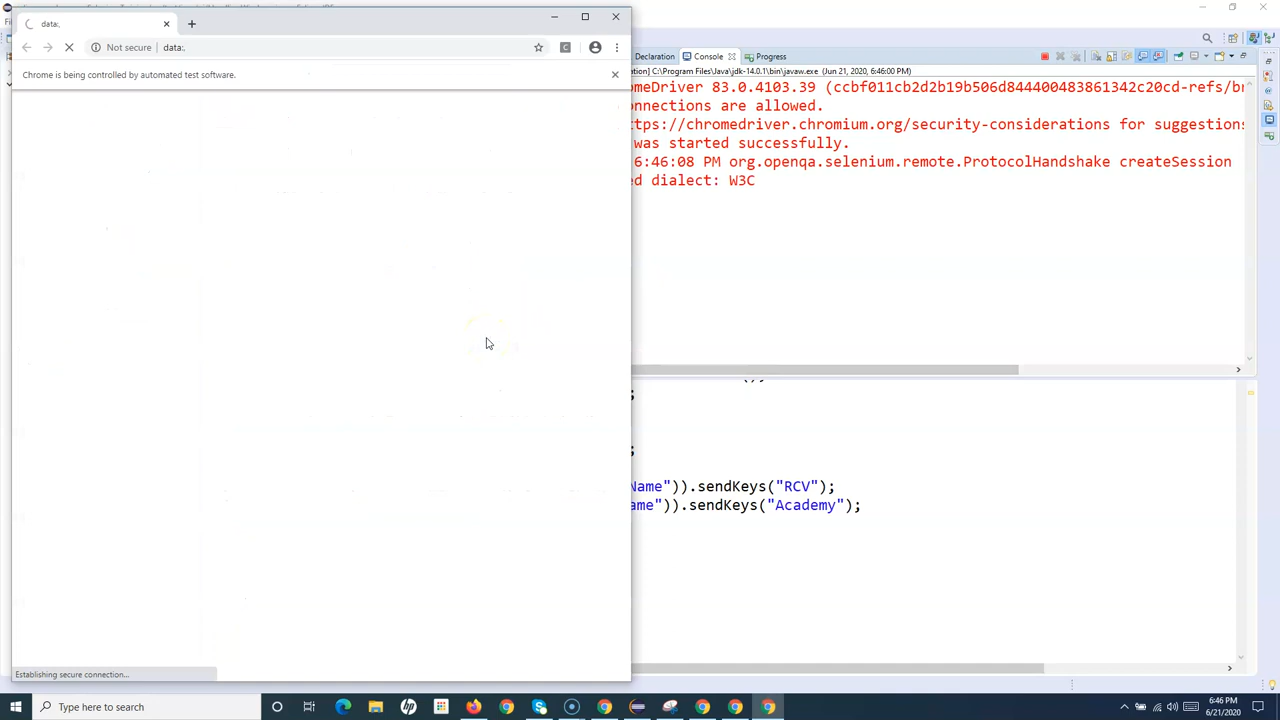 data:,
Not secure
data:,
Chrome is being controlled by automated test software.
Declaration
Console
Progress
ation] C:\Program Files\Java\jdk-14.0.1\bin\javaw.exe (Jun 21, 2020, 6:46:00 PM)
omeDriver 83.0.4103.39 (ccbf011cb2d2b19b506d844400483861342c20cd-refs/br
nnections are allowed.
tps://chromedriver.chromium.org/security-considerations for suggestions
was started successfully.
6:46:08 PM org.openqa.selenium.remote.ProtocolHandshake createSession
ed dialect: W3C
;
;
Name")).sendKeys("RCV");
ame")).sendKeys("Academy");
Establishing secure connection...
Type here to search
6:46 PM
6/21/2020